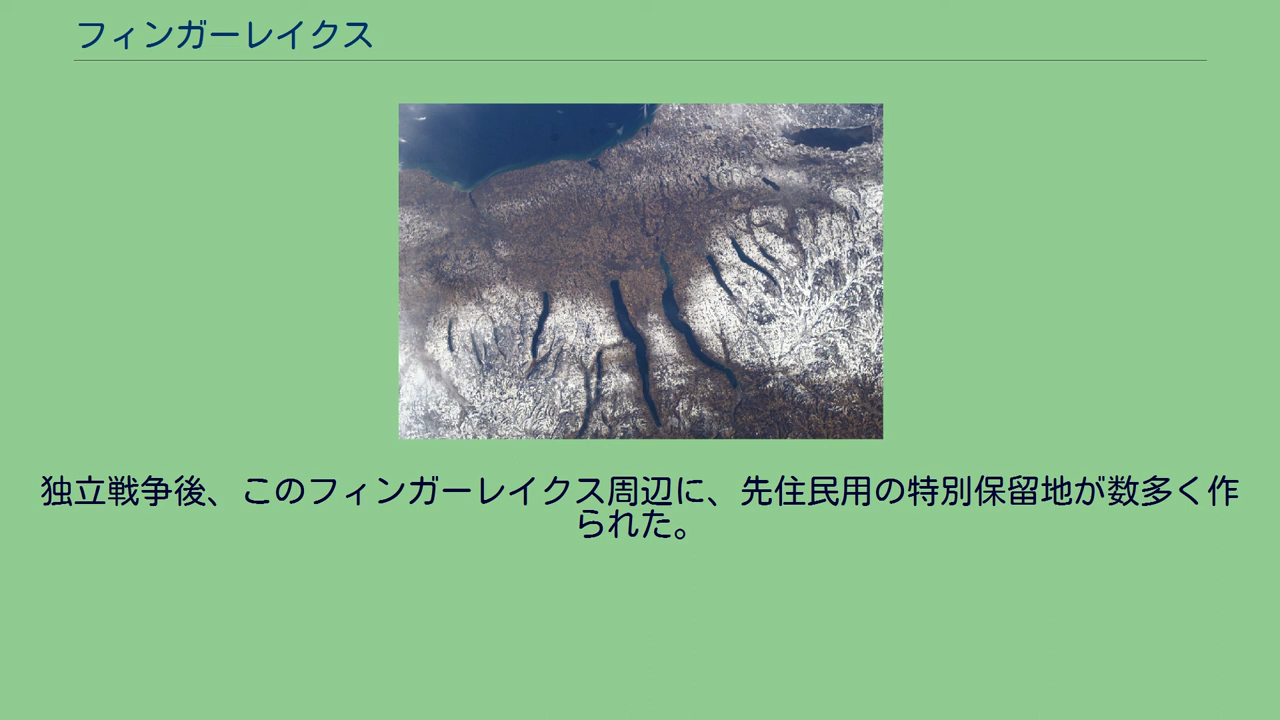 フィンガーレイクス
独立戦争後、このフィンガーレイクス周辺に、先住民用の特別保留地が数多く作
られた。